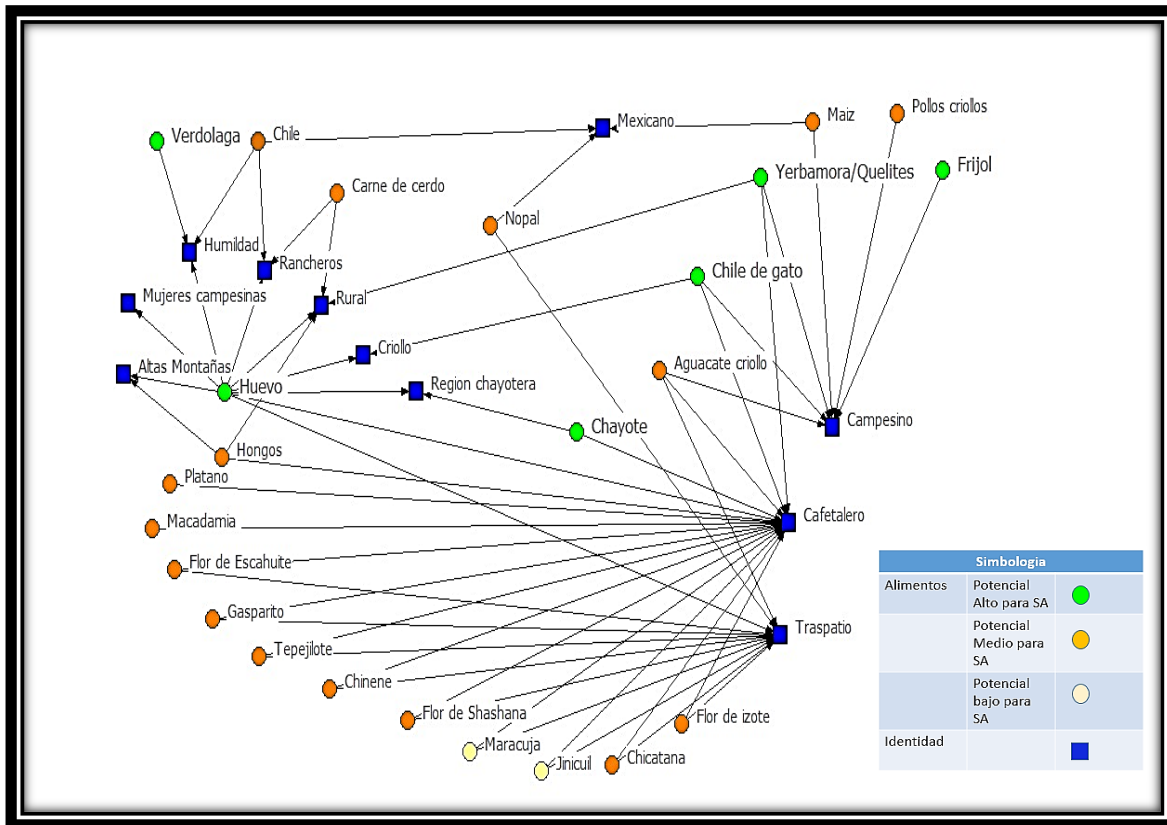 Mexicano
Maiz
Pollos criollos
Verdolaga
Chile
Yerbamora/Quelites
Frijol
Carne de cerdo
Nopal
Humildad
Rancheros
Chile de gato
Mujeres campesinas
Rural
Criollo
Aguacate criollo
Altas Montañas
Huevo
Region chayotera
Chayote
Campesino
Hongos
Platano
Macadamia
Cafetalero
Flor de Escahuite
Gasparito
Traspatio
Tepejilote
Chinene
Flor de Shashana
Flor de izote
Maracuja
Jinicuil
Chicatana
Simbologia
Alimentos
Potencial
Alto para SA
Potencial
Medio para
SA
Potencial
bajo para
SA
Identidad